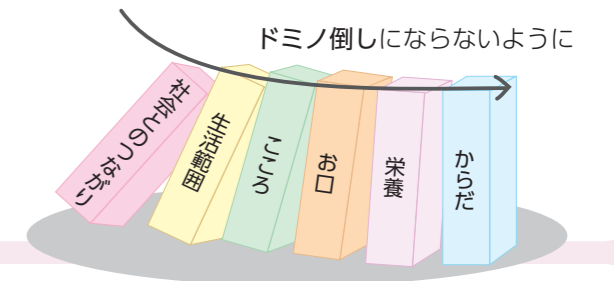 ドミノ倒しにならないように
社会とのつながり
生活範囲
こころ
お口
栄養
からだ